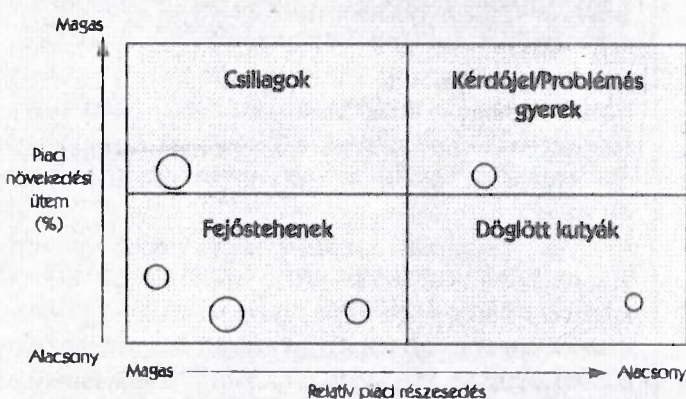 Magas
Csillagok
Kérdőjel/Problémás
gyerek
Piaci
növekedési
ütem
(%)
Fejőstehenek
Döglött kutyák
Alacsony
Magas
Alacsony
Relatív piaci részesedés